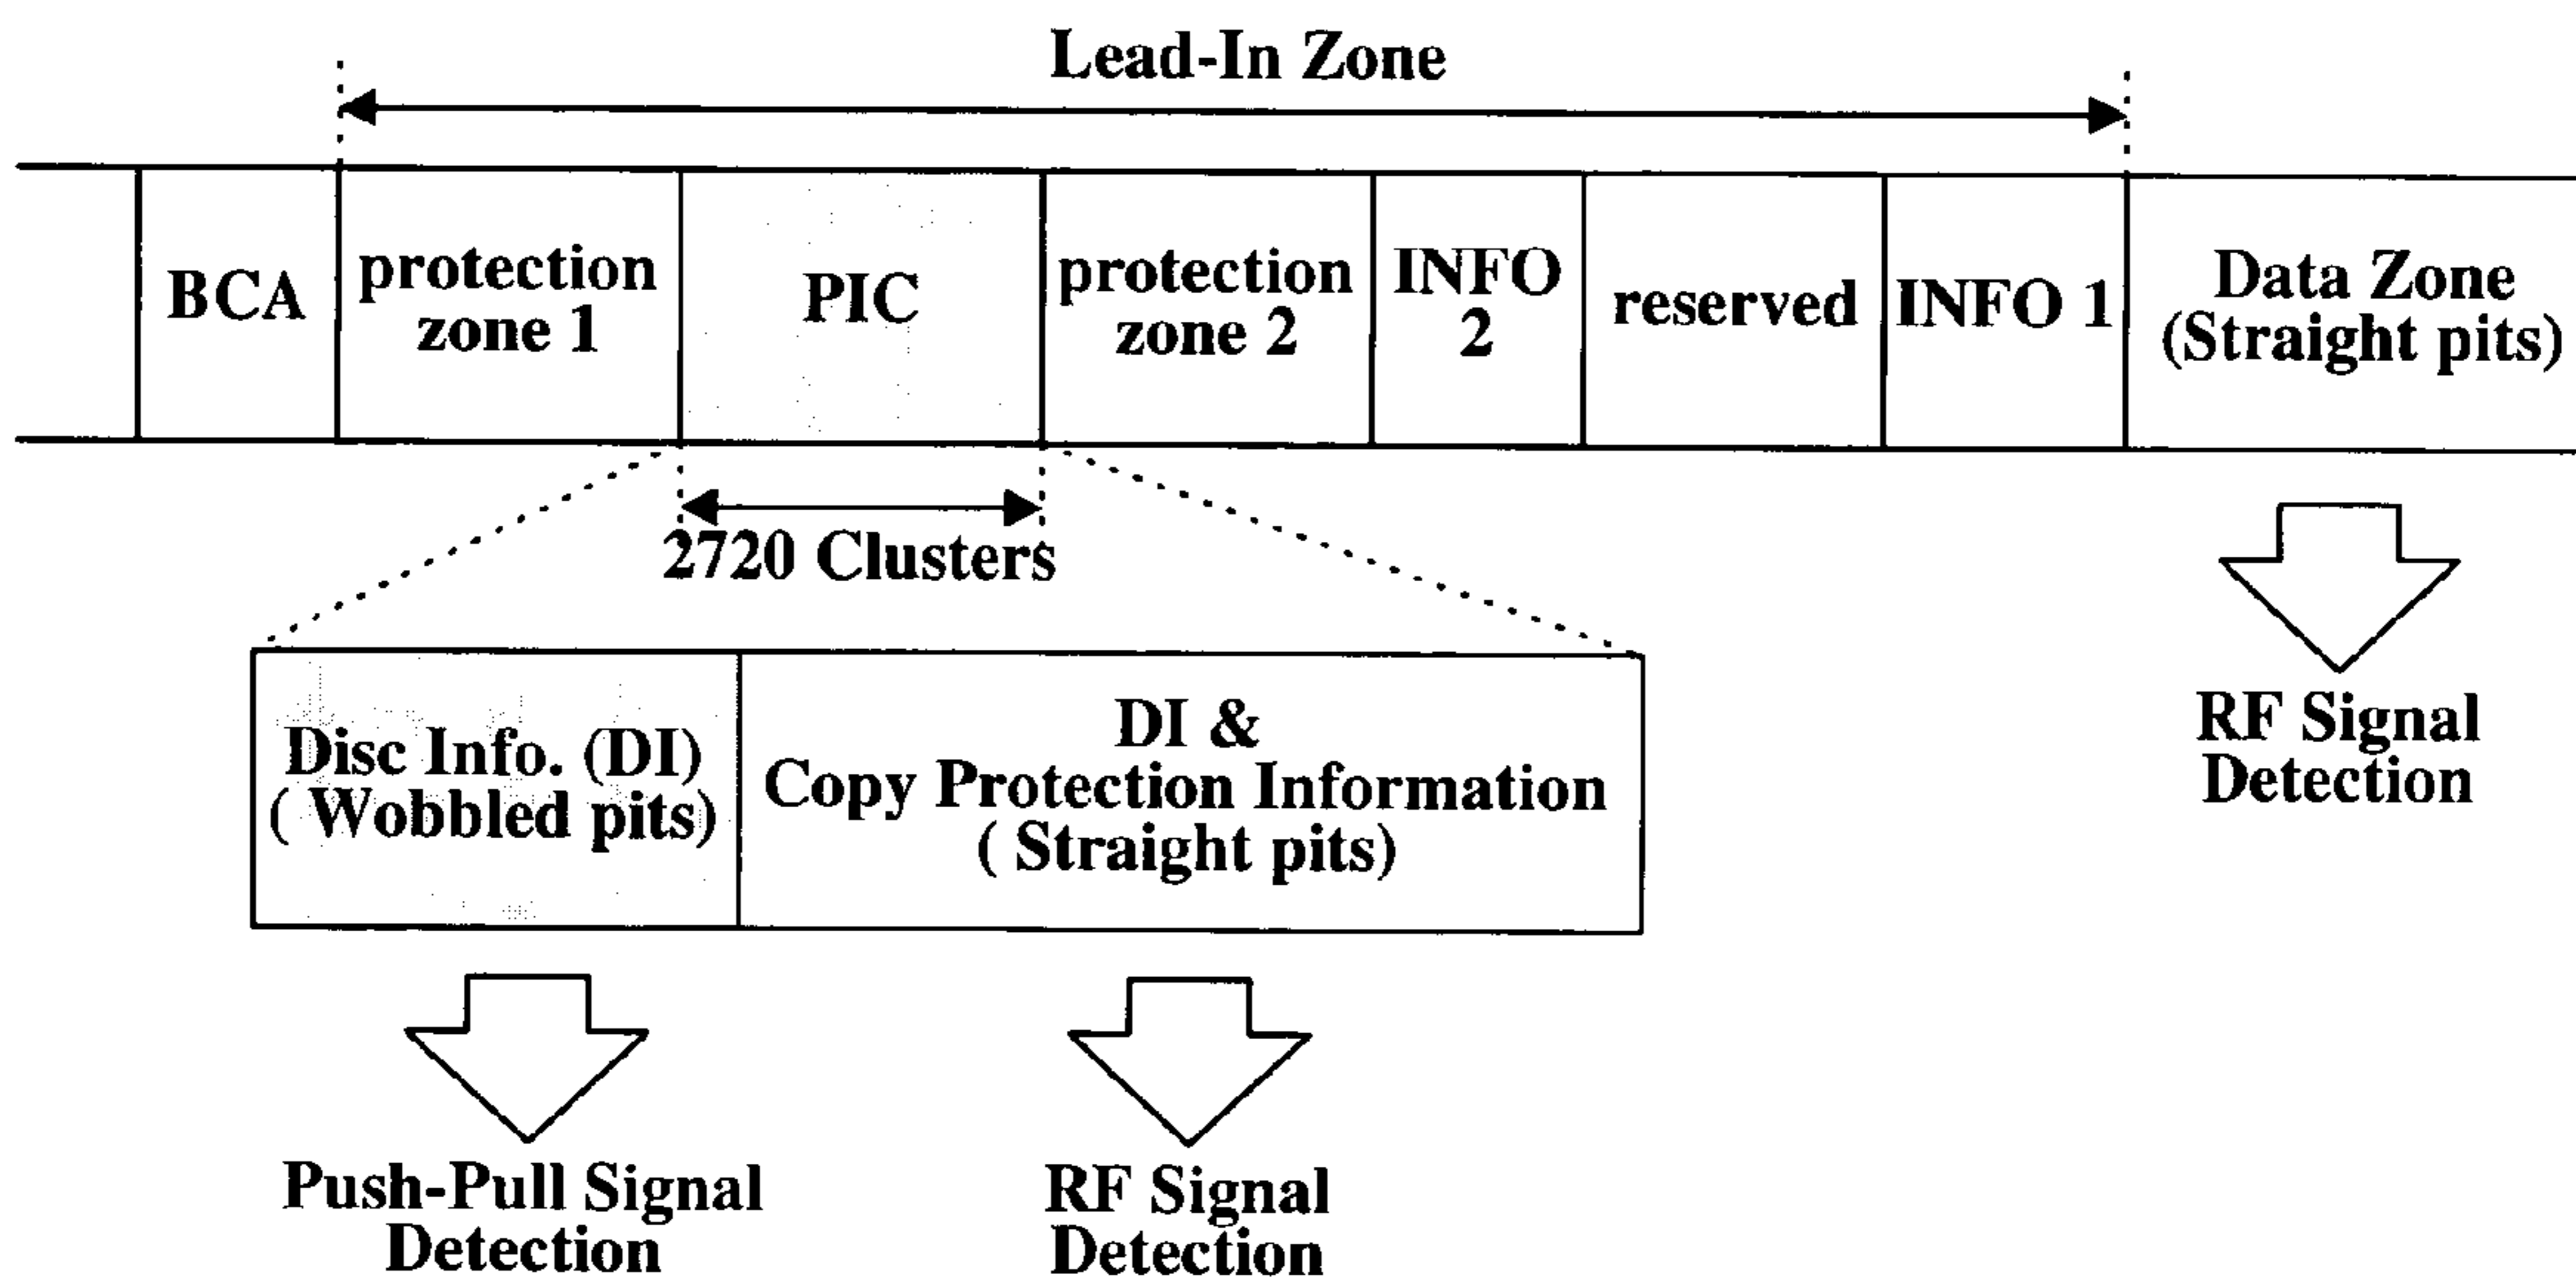 Lead-In Zone
BCA
protection
zone 1
PIC
protection
zone 2
INFO
2
reserved
INFO 1
Data Zone
(Straight pits)
2720 Clusters
Disc Info. (DI)
( Wobbled pits)
DI &
Copy Protection Information
( Straight pits)
RF Signal
Detection
Push-Pull Signal
Detection
RF Signal
Detection